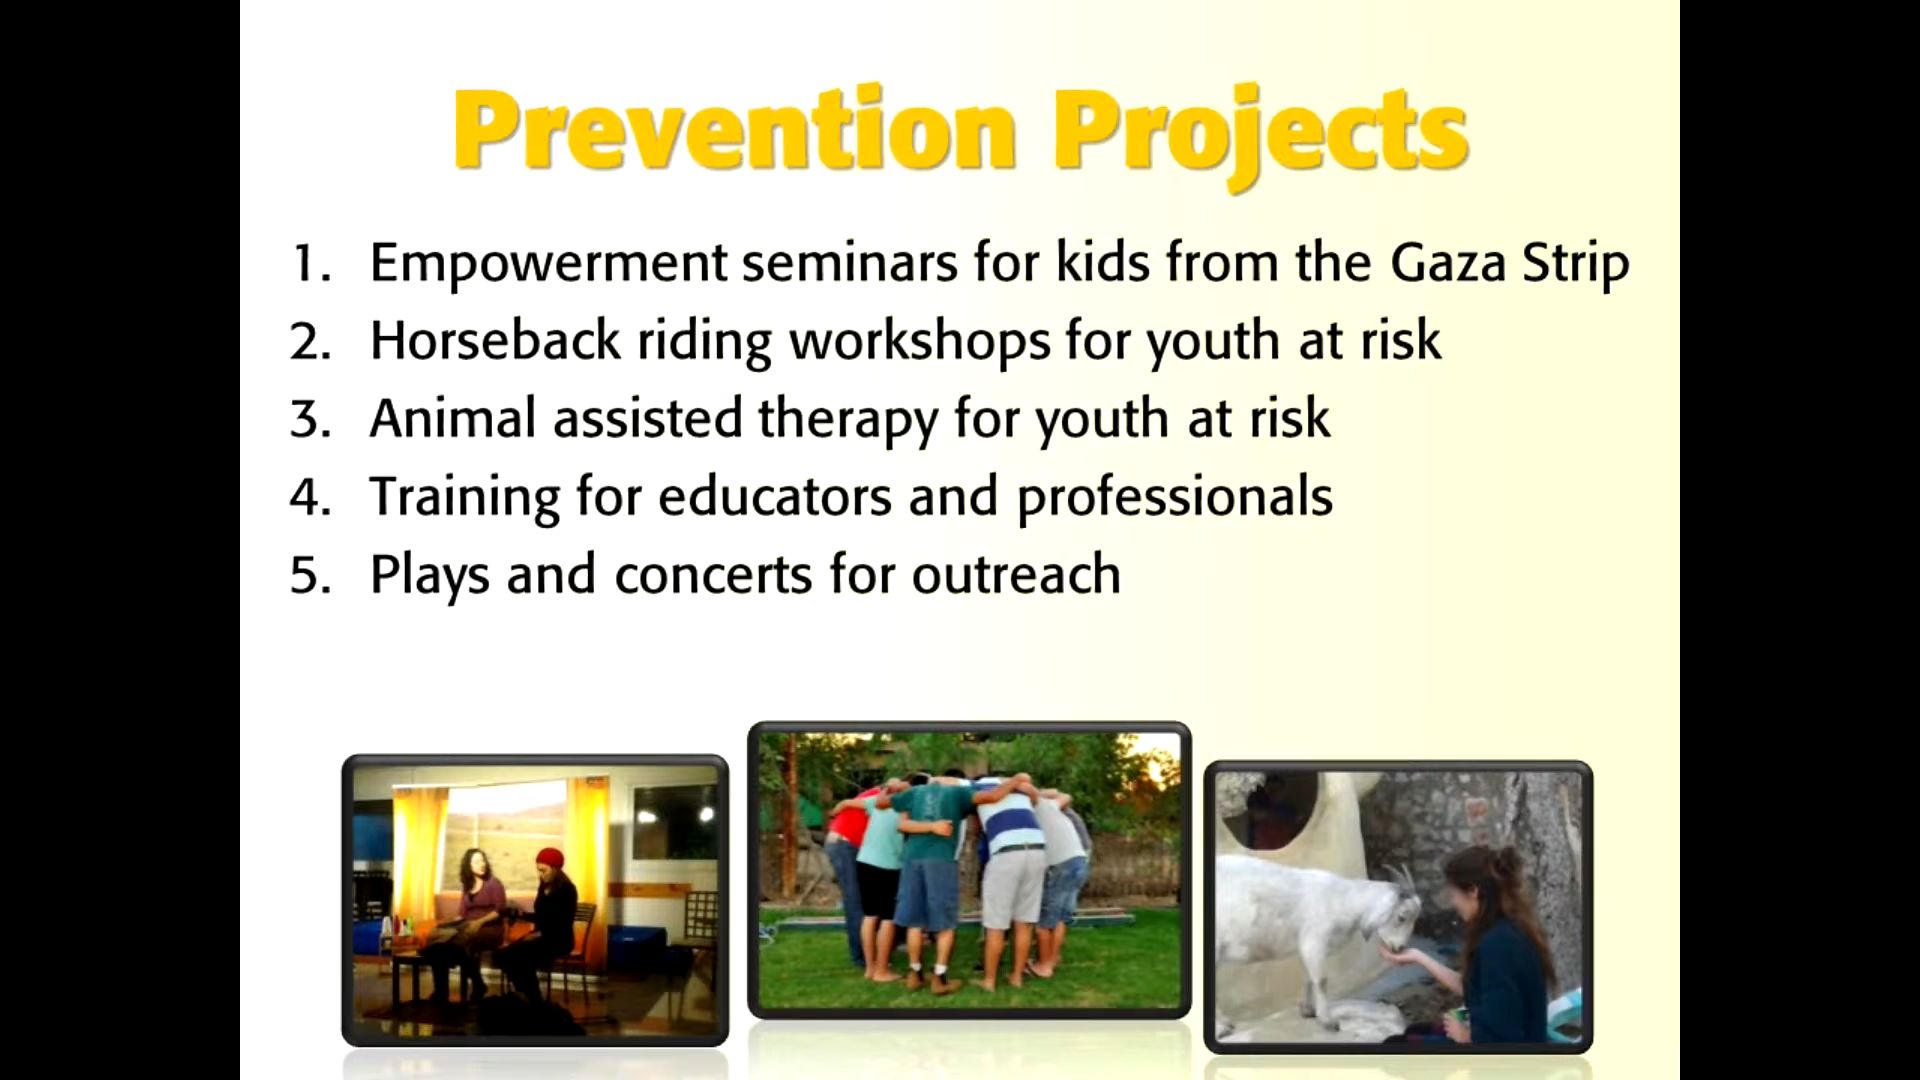 Prevention Projects
1. Empowerment seminars for kids from the Gaza Strip
2. Horseback riding workshops for youth at risk
3. Animal assisted therapy for youth at risk
4. Training for educators and professionals
5. Plays and concerts for outreach